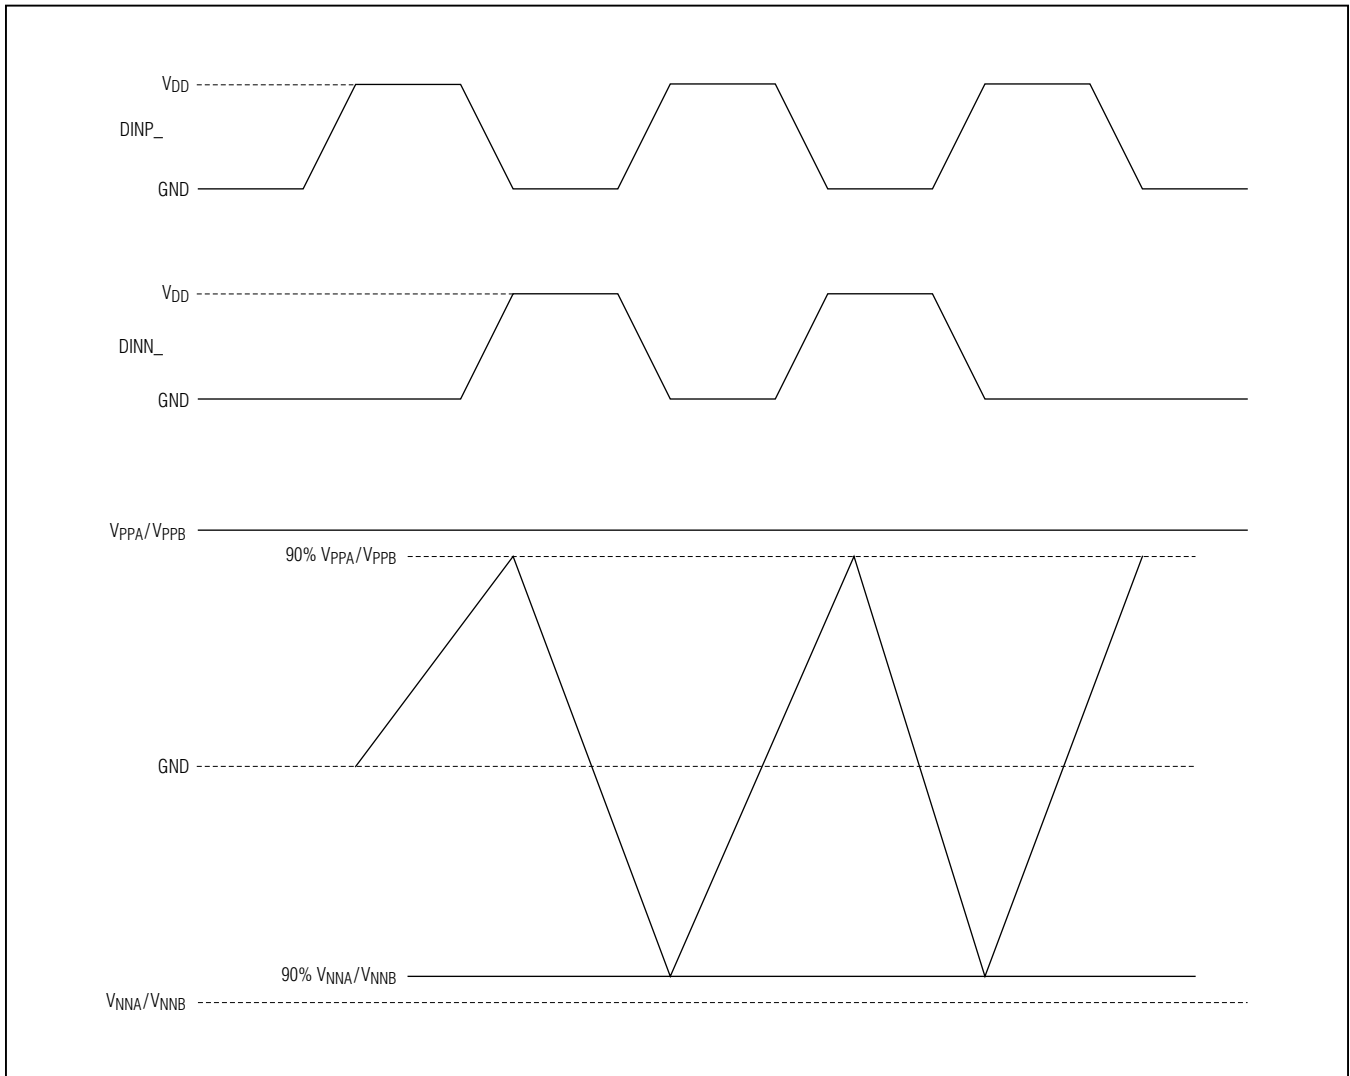 VDD
DINP_
GND
VDD
DINN_
GND
VPPA/VPPB
90% VPPA/VPPB
GND
90% VNNA/VNNB
VNNA/VNNB